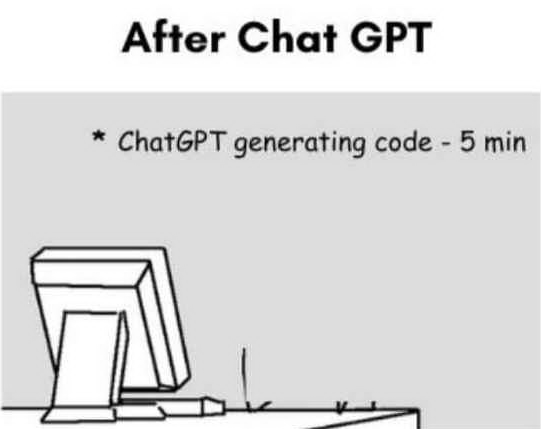 After Chat GPT
* ChatGPT generating code - 5 min